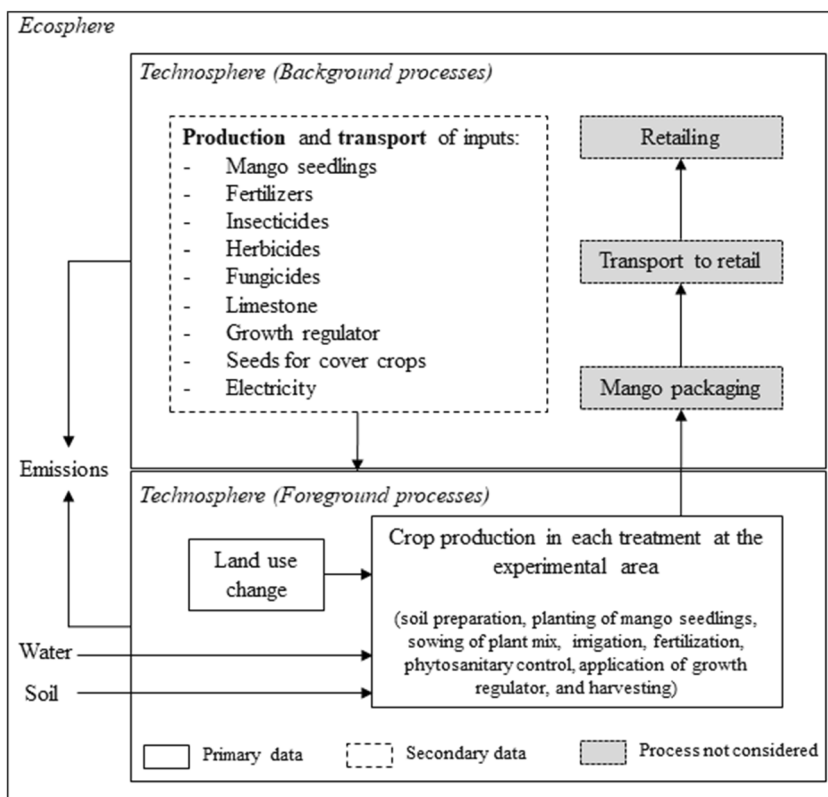 Ecosphere
Technosphere (Background processes)
Production and transport of inputs:
- Mango seedlings
- Fertilizers
- Insecticides
- Herbicides
- Fungicides
- Limestone
- Growth regulator
- Seeds for cover crops
- Electricity
Retailing
Transport to retail
Mango packaging
Emissions
Technosphere (Foreground processes)
Land use
change
Crop production in each treatment at the
experimental area
(soil preparation, planting of mango seedlings,
sowing of plant mix, irrigation, fertilization,
phytosanitary control, application of growth
regulator, and harvesting)
Water
Soil
Primary data
Secondary data
Process not considered